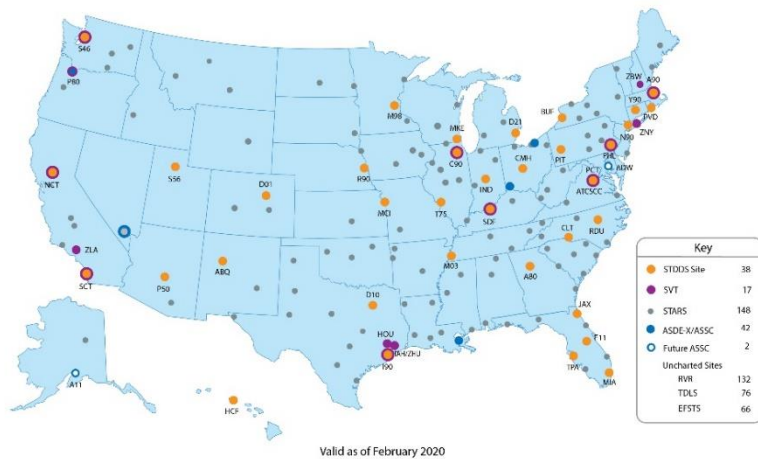 S46
P80
ZBW
A90
Y90
PVD
ZNY
N90
BUF
M98
MKE
D21
C90
CMH
PIT
PHL
ADW
PCT
ATCSCC
NCT
S56
D01
R90
MCI
T75
IND
SDF
CLT
RDU
ZLA
SCT
P50
ABQ
M03
A80
D10
JAX
HOU
IAH/ZHU
I90
F11
TPA
MIA
A11
HCF
Key
STDDS Site 38
SVT 17
STARS 148
ASDE-X/ASSC 42
Future ASSC 2
Uncharted Sites
RVR 132
TDLS 76
EFSTS 66
Valid as of February 2020